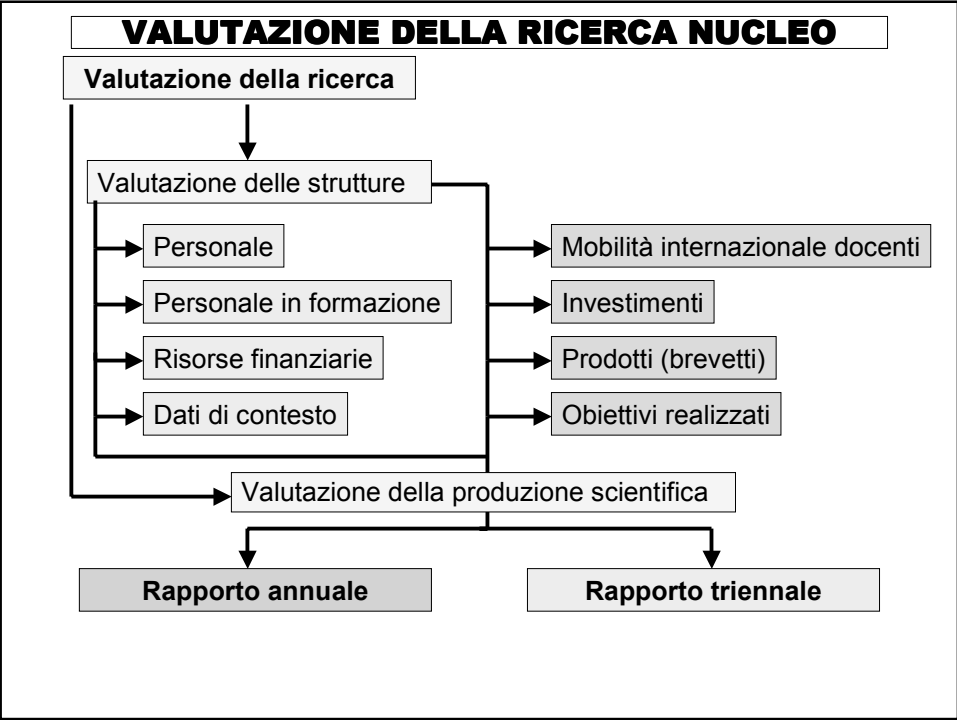 VALUTAZIONE DELLA RICERCA NUCLEO
Valutazione della ricerca
Valutazione delle strutture
Personale
Personale in formazione
Risorse finanziarie
Dati di contesto
Mobilità internazionale docenti
Investimenti
Prodotti (brevetti)
Obiettivi realizzati
Valutazione della produzione scientifica
Rapporto annuale
Rapporto triennale